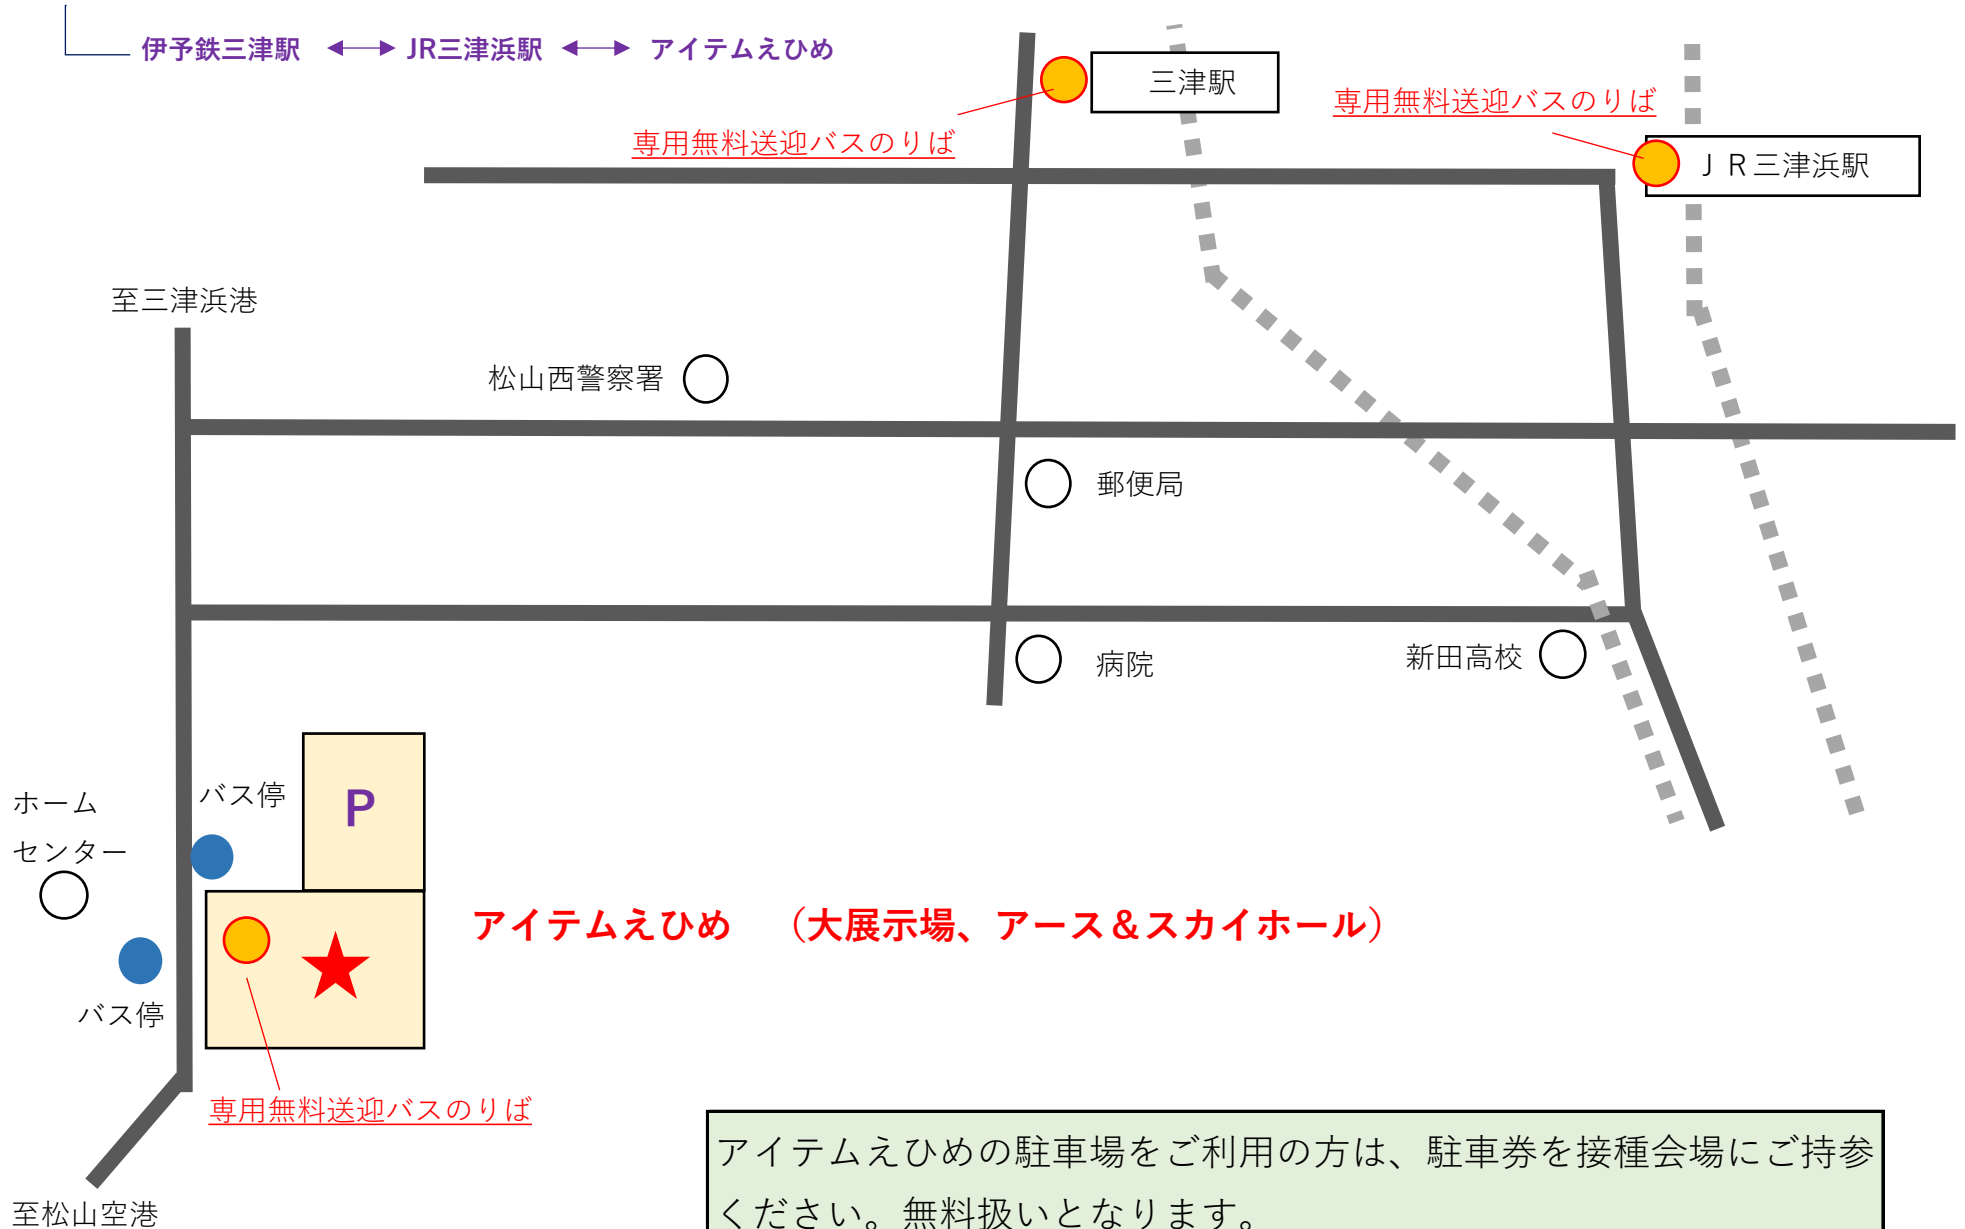 伊予鉄三津駅 ←→ JR三津浜駅 ←→ アイテムえひめ
三津駅
専用無料送迎バスのりば
専用無料送迎バスのりば
ＪＲ三津浜駅
至三津浜港
松山西警察署
郵便局
病院
新田高校
ホーム
センター
バス停
P
アイテムえひめ　（大展示場、アース＆スカイホール）
バス停
専用無料送迎バスのりば
アイテムえひめの駐車場をご利用の方は、駐車券を接種会場にご持参
ください。無料扱いとなります。
至松山空港